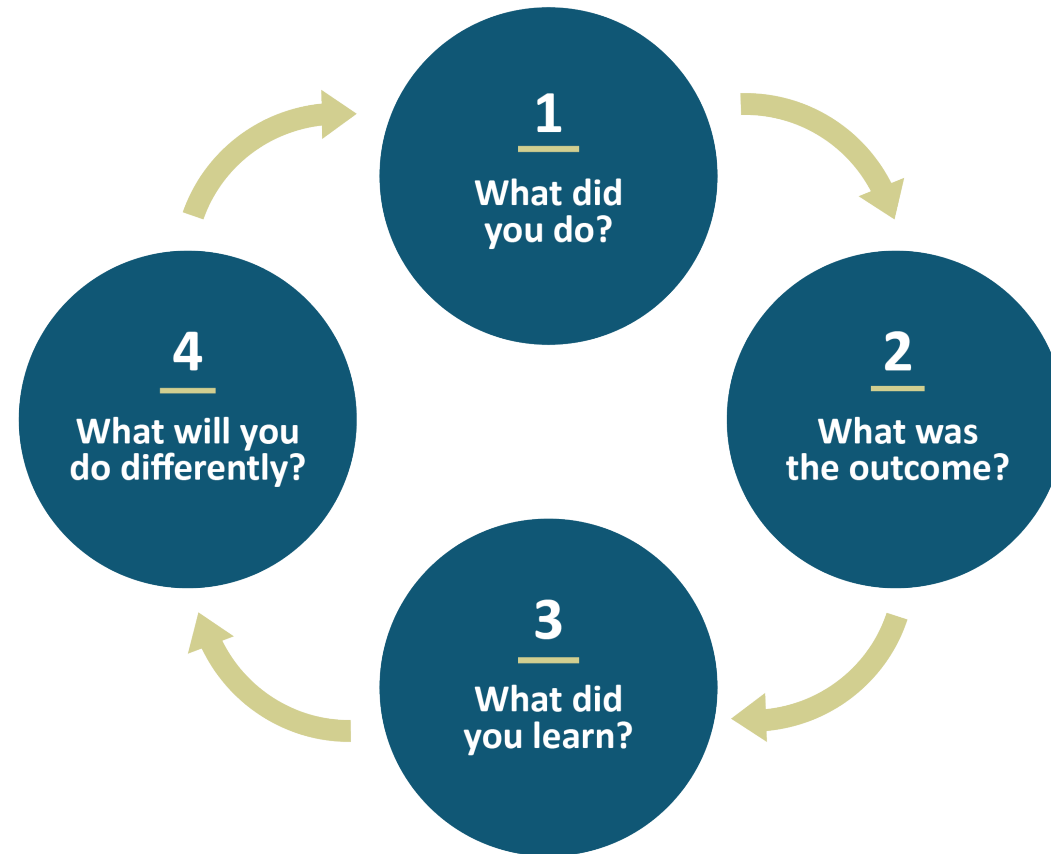 1
What did
you do?
2
What was
the outcome?
3
What did
you learn?
4
What will you
do differently?